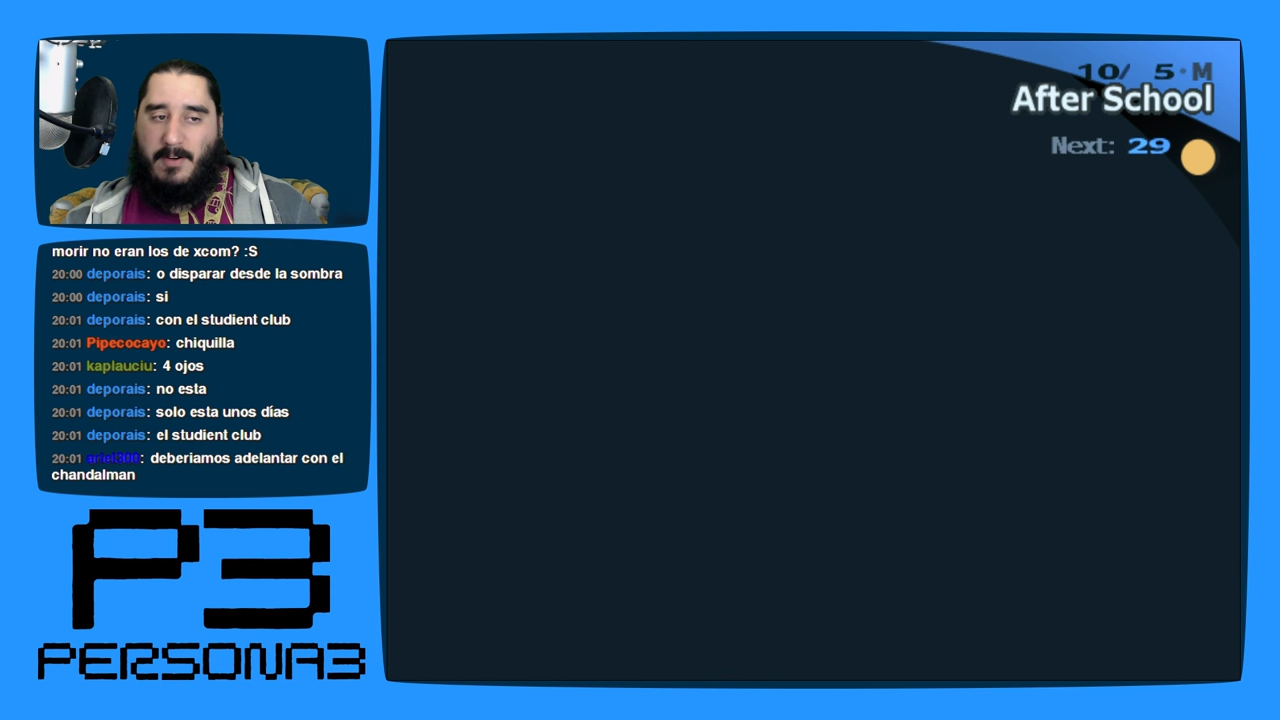 morir no eran los de xcom? :S
20:00 deporais: o disparar desde la sombra
20:00 deporais: si
20:01 deporais: con el studient club
20:01 Pipecocayo: chiquilla
20:01 kaplauciu: 4 ojos
20:01 deporais: no esta
20:01 deporais: solo esta unos días
20:01 deporais: el studient club
20:01 : deberiamos adelantar con el
chandalman
P3
PERSONA3
10/ 5·M
After School
Next: 29